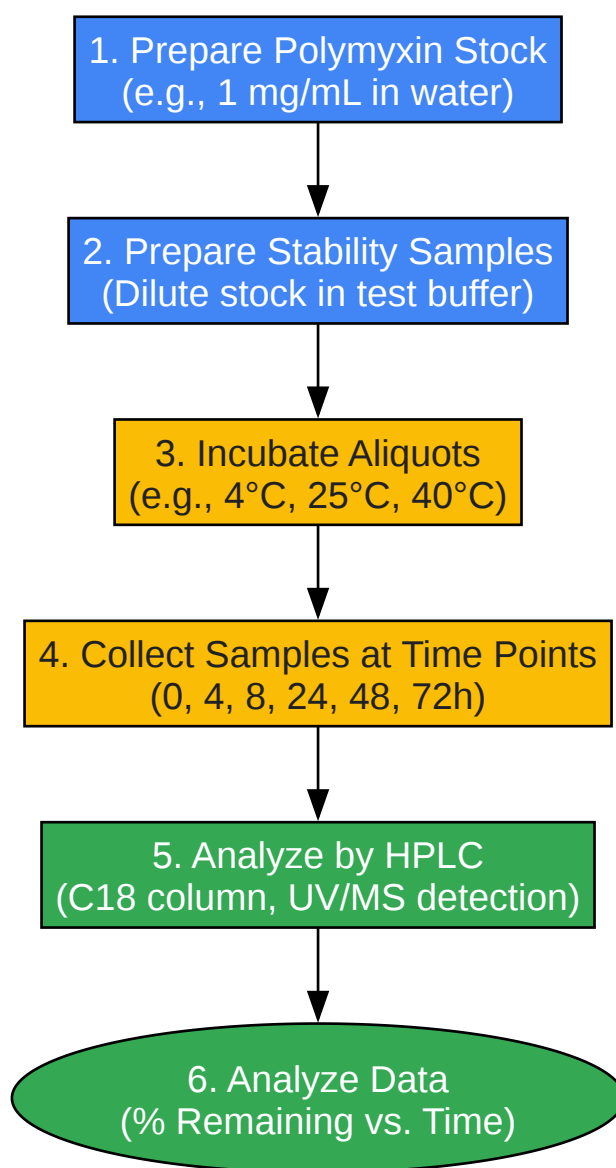 1. Prepare Polymyxin Stock
(e.g., 1 mg/mL in water)
2. Prepare Stability Samples
(Dilute stock in test buffer)
3. Incubate Aliquots
(e.g., 4°C, 25°C, 40°C)
4. Collect Samples at Time Points
(0, 4, 8, 24, 48, 72h)
5. Analyze by HPLC
(C18 column, UV/MS detection)
6. Analyze Data
(% Remaining vs. Time)